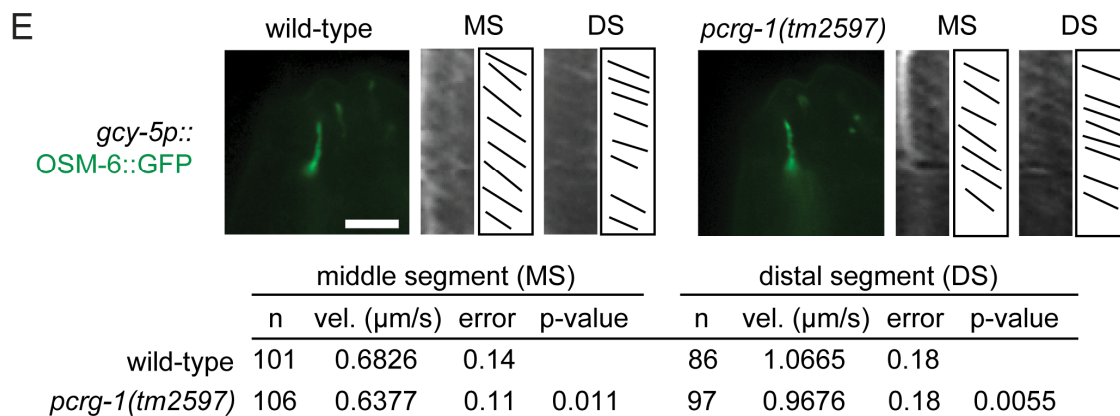 E
wild-type MS DS pcrg-1(tm2597) MS DS
gcy-5p::
OSM-6::GFP
middle segment (MS) distal segment (DS)
n vel. (μm/s) error p-value n vel. (μm/s) error p-value
wild-type 101 0.6826 0.14 86 1.0665 0.18
pcrg-1(tm2597) 106 0.6377 0.11 0.011 97 0.9676 0.18 0.0055